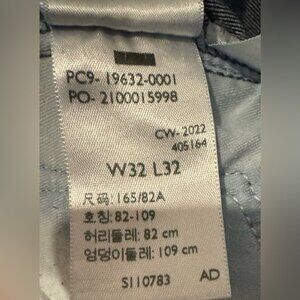 PC9- 19632-0001
PO- 2100015998
CW- 2022
405164
W32 L32
尺码: 165/82A
호칭: 82-109
허리둘레: 82 cm
엉덩이둘레: 109 cm
S110783 AD